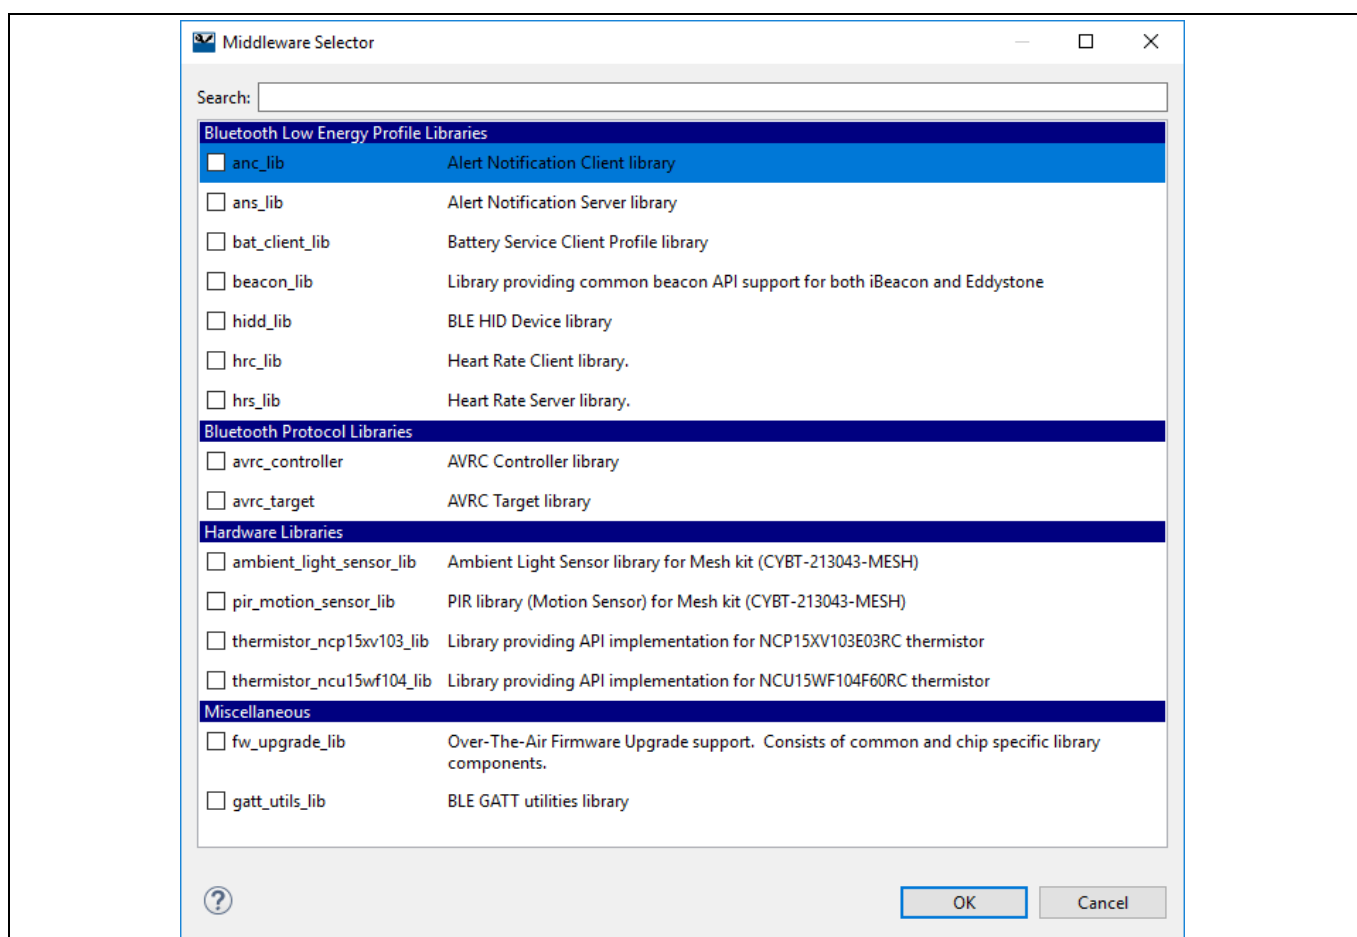 Middleware Selector
Search:
Bluetooth Low Energy Profile Libraries
anc_lib Alert Notification Client library
ans_lib Alert Notification Server library
bat_client_lib Battery Service Client Profile library
beacon_lib Library providing common beacon API support for both iBeacon and Eddystone
hidd_lib BLE HID Device library
hrc_lib Heart Rate Client library.
hrs_lib Heart Rate Server library.
Bluetooth Protocol Libraries
avrc_controller AVRC Controller library
avrc_target AVRC Target library
Hardware Libraries
ambient_light_sensor_lib Ambient Light Sensor library for Mesh kit (CYBT-213043-MESH)
pir_motion_sensor_lib PIR library (Motion Sensor) for Mesh kit (CYBT-213043-MESH)
thermistor_ncp15xv103_lib Library providing API implementation for NCP15XV103E03RC thermistor
thermistor_ncu15wf104_lib Library providing API implementation for NCU15WF104F60RC thermistor
Miscellaneous
fw_upgrade_lib Over-The-Air Firmware Upgrade support.  Consists of common and chip specific library
components.
gatt_utils_lib BLE GATT utilities library
? OK Cancel